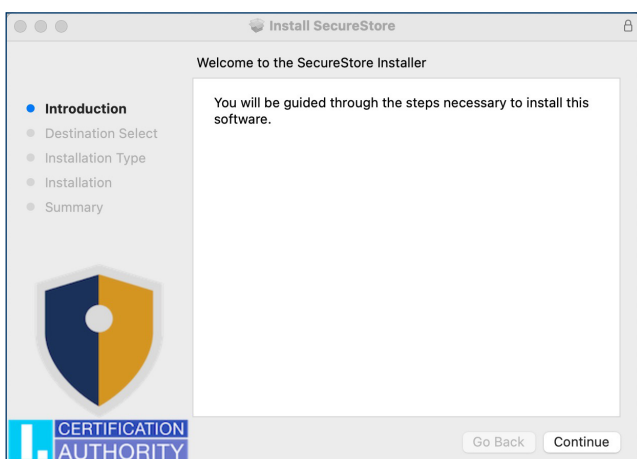 Install SecureStore
Welcome to the SecureStore Installer
Introduction
Destination Select
Installation Type
Installation
Summary
You will be guided through the steps necessary to install this
software.
CERTIFICATION
AUTHORITY
Go Back
Continue